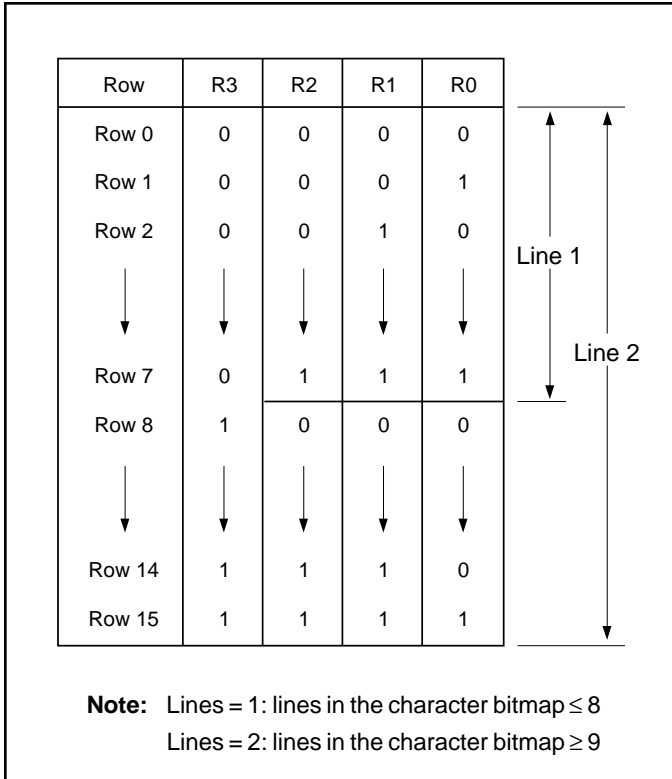 Row R3 R2 R1 R0
Row 0 0 0 0 0
Row 1 0 0 0 1
Row 2 0 0 1 0
Line 1
Line 2
Row 7 0 1 1 1
Row 8 1 0 0 0
Row 14 1 1 1 0
Row 15 1 1 1 1
Note: Lines = 1: lines in the character bitmap ≤ 8
Lines = 2: lines in the character bitmap ≥ 9